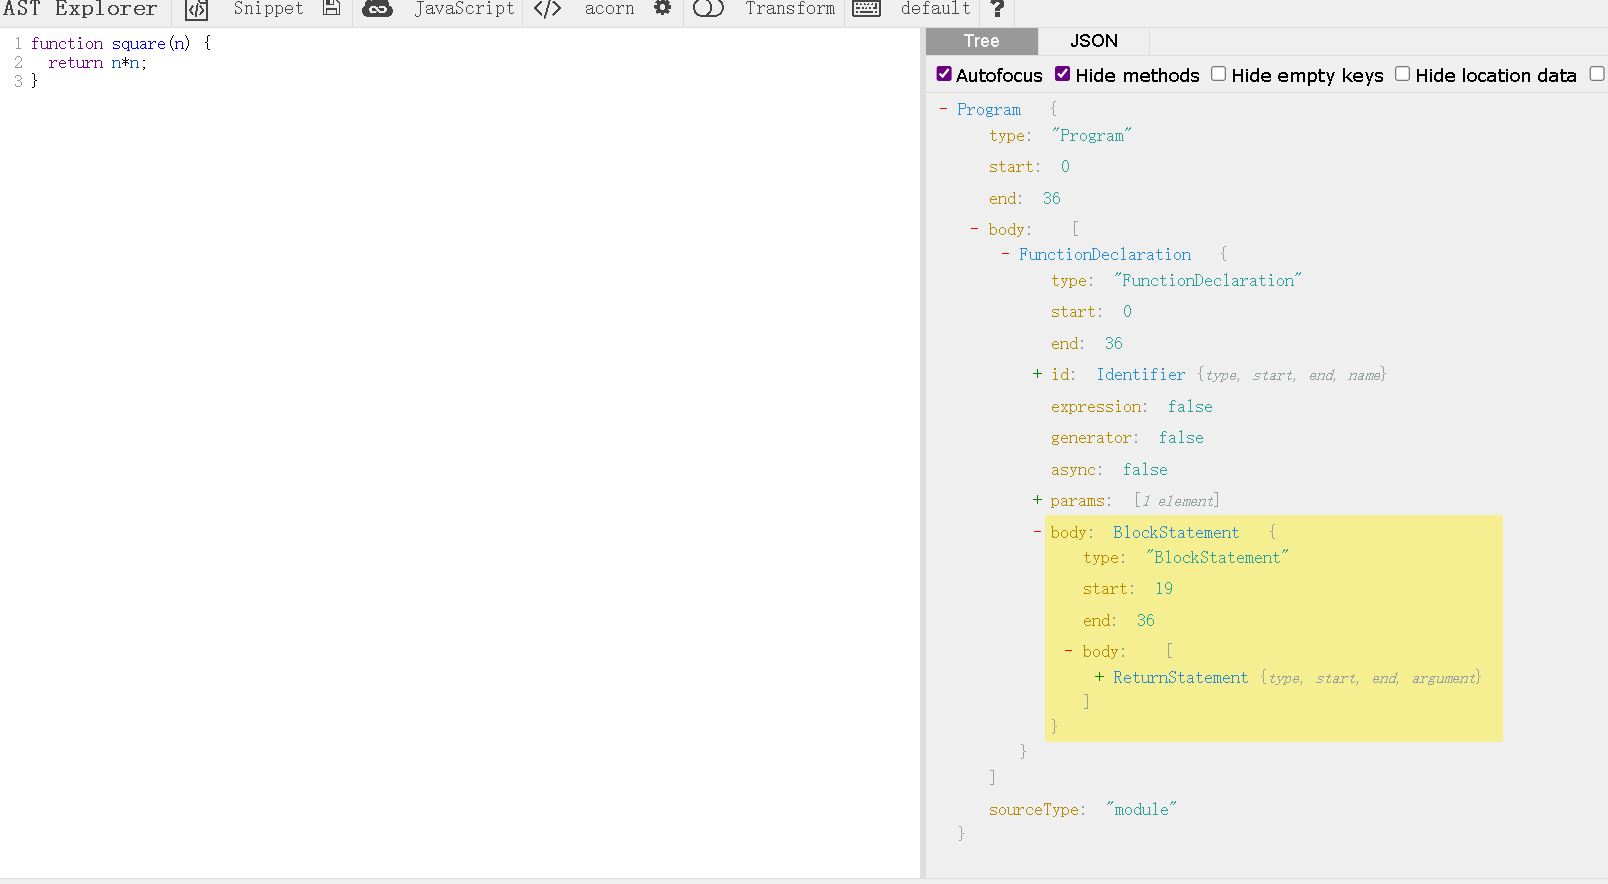 AST Explorer Snippet JavaScript </> acorn Transform default ?
1 function square(n) {
2 return n*n;
3 }
Tree JSON
Autofocus Hide methods Hide empty keys Hide location data
- Program {
type: "Program"
start: 0
end: 36
- body: [
- FunctionDeclaration {
type: "FunctionDeclaration"
start: 0
end: 36
+ id: Identifier {type, start, end, name}
expression: false
generator: false
async: false
+ params: [1 element]
- body: BlockStatement {
type: "BlockStatement"
start: 19
end: 36
- body: [
+ ReturnStatement {type, start, end, argument}
]
}
}
]
sourceType: "module"
}